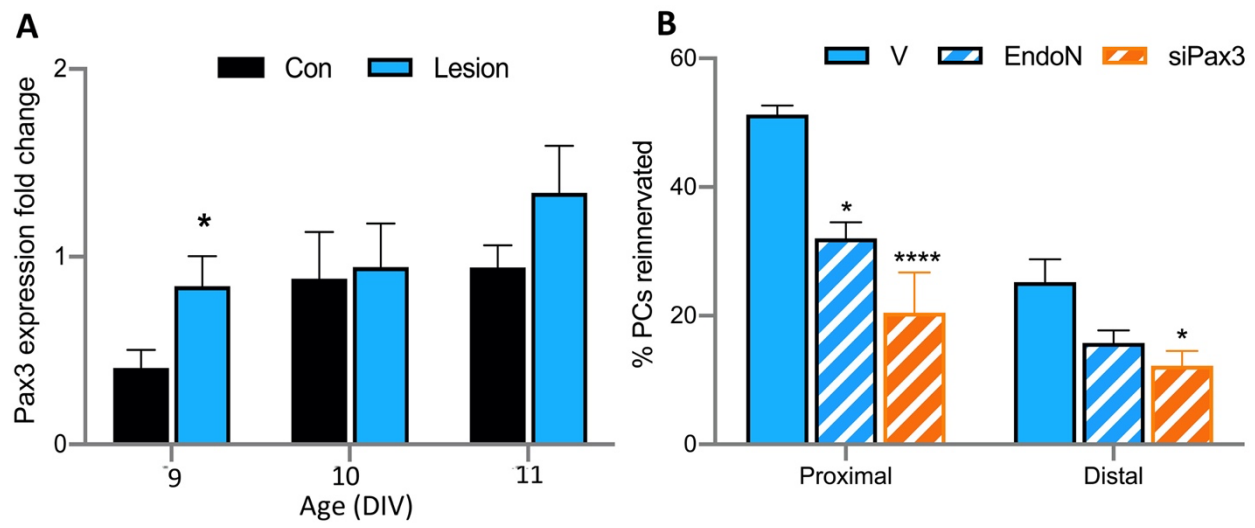 A
Con
Lesion
Pax3 expression fold change
2
1
0
*
9
10
11
Age (DIV)
B
V
EndoN
siPax3
% PCs reinnervated
60
40
20
0
*
****
*
Proximal
Distal